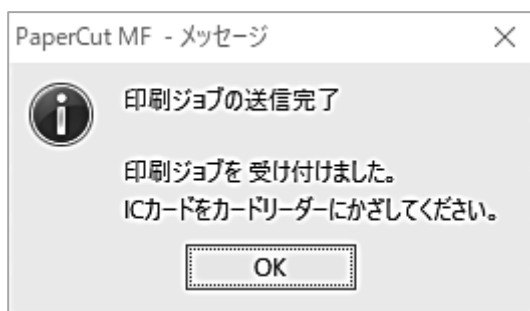 PaperCut MF - メッセージ
印刷ジョブの送信完了
印刷ジョブを 受け付けました。
ICカードをカードリーダーにかざしてください。
OK